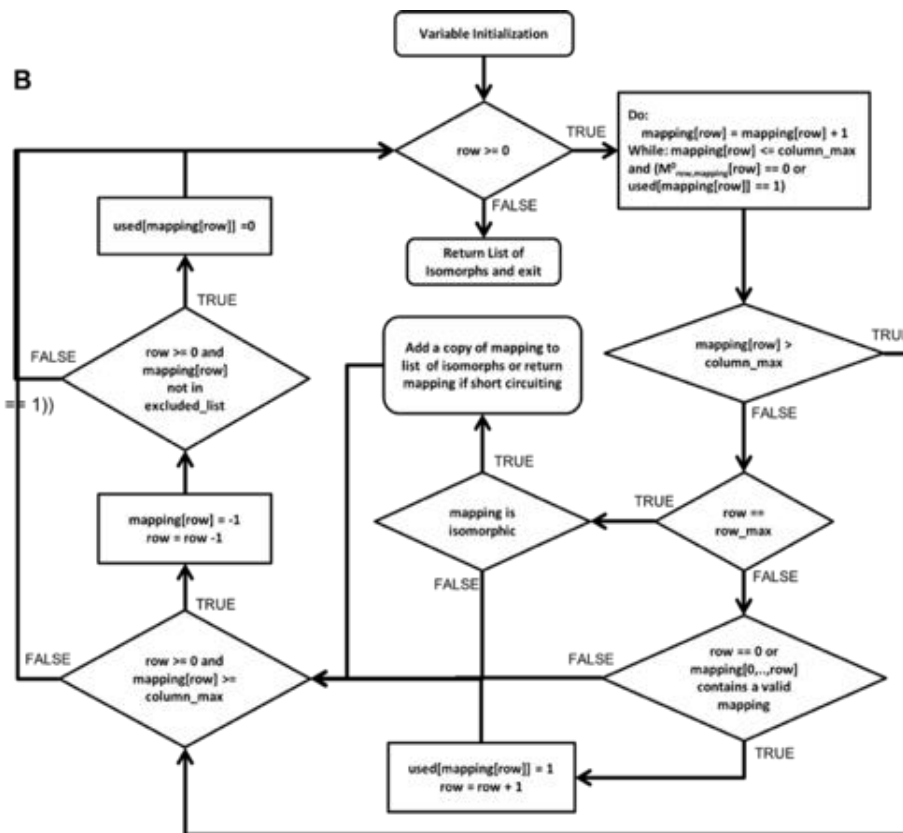 Variable Initialization
B
row >= 0
TRUE
FALSE
Do:
mapping[row] = mapping[row] + 1
While: mapping[row] <= column_max
and (M⁰row,mapping[row] == 0 or
used[mapping[row]] == 1)
Return List of
Isomorphs and exit
used[mapping[row]] =0
TRUE
FALSE
row >= 0 and
mapping[row]
not in
excluded_list
== 1))
Add a copy of mapping to
list of isomorphs or return
mapping if short circuiting
mapping[row] >
column_max
TRUE
FALSE
TRUE
mapping is
isomorphic
FALSE
TRUE
row ==
row_max
FALSE
mapping[row] = -1
row = row -1
TRUE
FALSE
row >= 0 and
mapping[row] >=
column_max
FALSE
row == 0 or
mapping[0,..,row]
contains a valid
mapping
TRUE
used[mapping[row]] = 1
row = row + 1